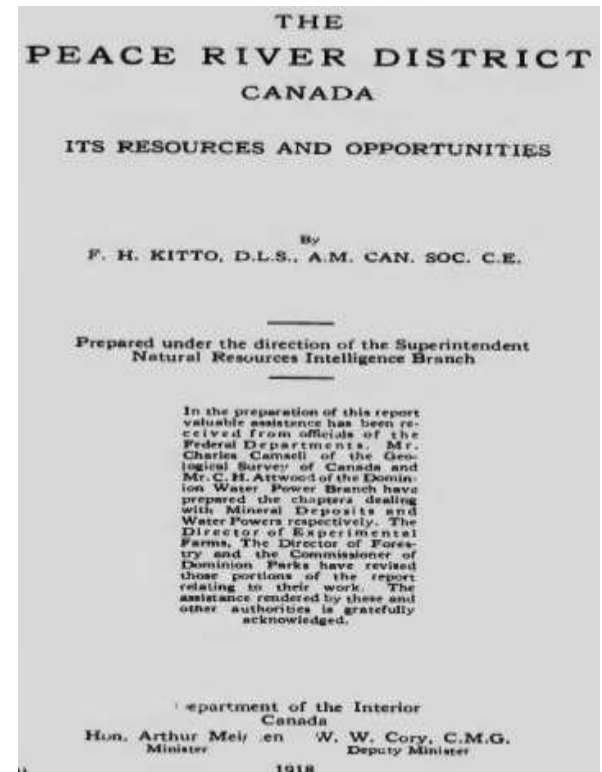 THE
PEACE RIVER DISTRICT
CANADA
ITS RESOURCES AND OPPORTUNITIES
By
F. H. KITTO, D.L.S., A.M. CAN. SOC. C.E.
Prepared under the direction of the Superintendent
Natural Resources Intelligence Branch
In the preparation of this report
valuable assistance has been re-
ceived from officials of the
Federal Departments. Mr.
Charles Camsell of the Geo-
logical Survey of Canada and
Mr. C. H. Attwood of the Domin-
ion Water Power Branch have
prepared the chapters dealing
with Mineral Deposits and
Water Powers respectively. The
Director of Experimental
Farms, The Director of Fores-
try and the Commissioner of
Dominion Parks have revised
those portions of the report
relating to their work. The
assistance rendered by these and
other authorities is gratefully
acknowledged.
epartment of the Interior
Canada
Hon. Arthur Mei en W. W. Cory, C.M.G.
Minister Deputy Minister
1918